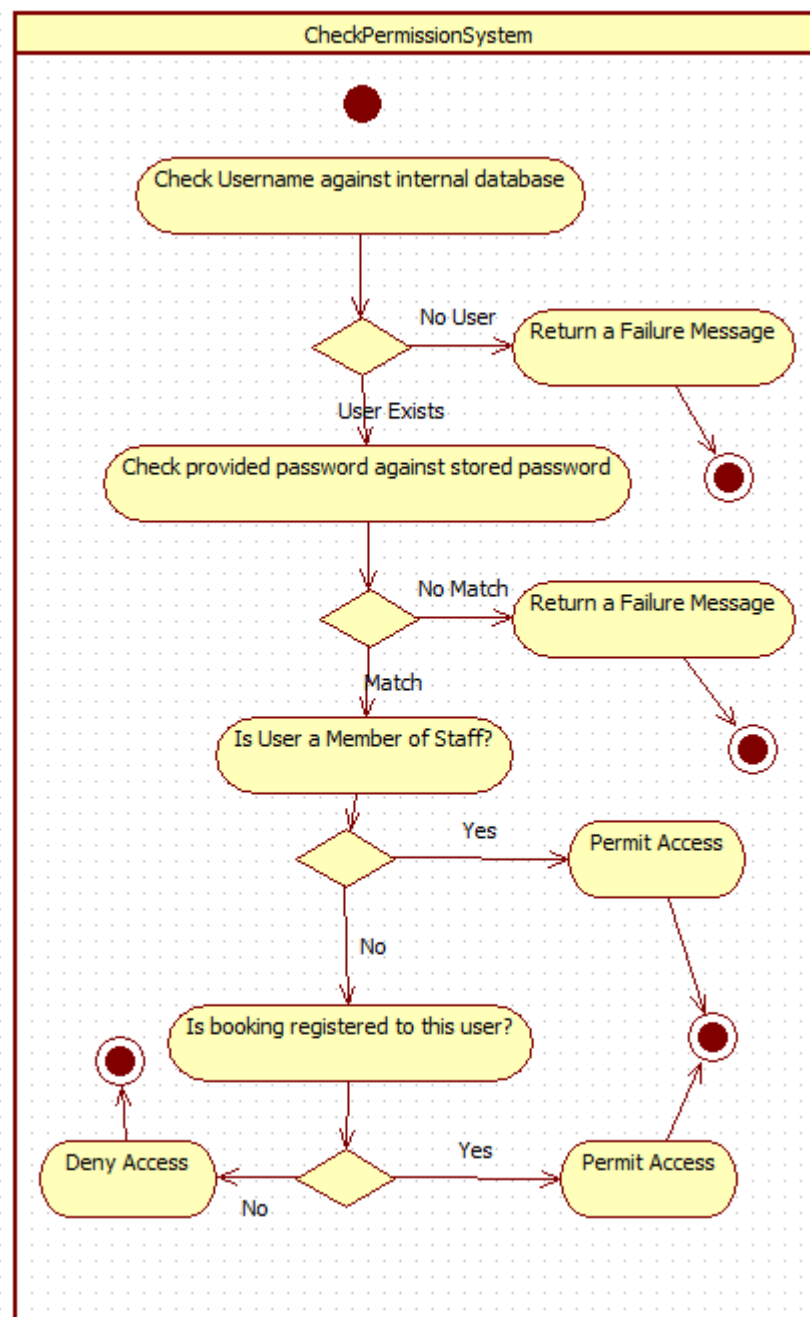 CheckPermissionSystem
Check Username against internal database
No User
Return a Failure Message
User Exists
Check provided password against stored password
No Match
Return a Failure Message
Match
Is User a Member of Staff?
Yes
Permit Access
No
Is booking registered to this user?
Deny Access
No
Yes
Permit Access